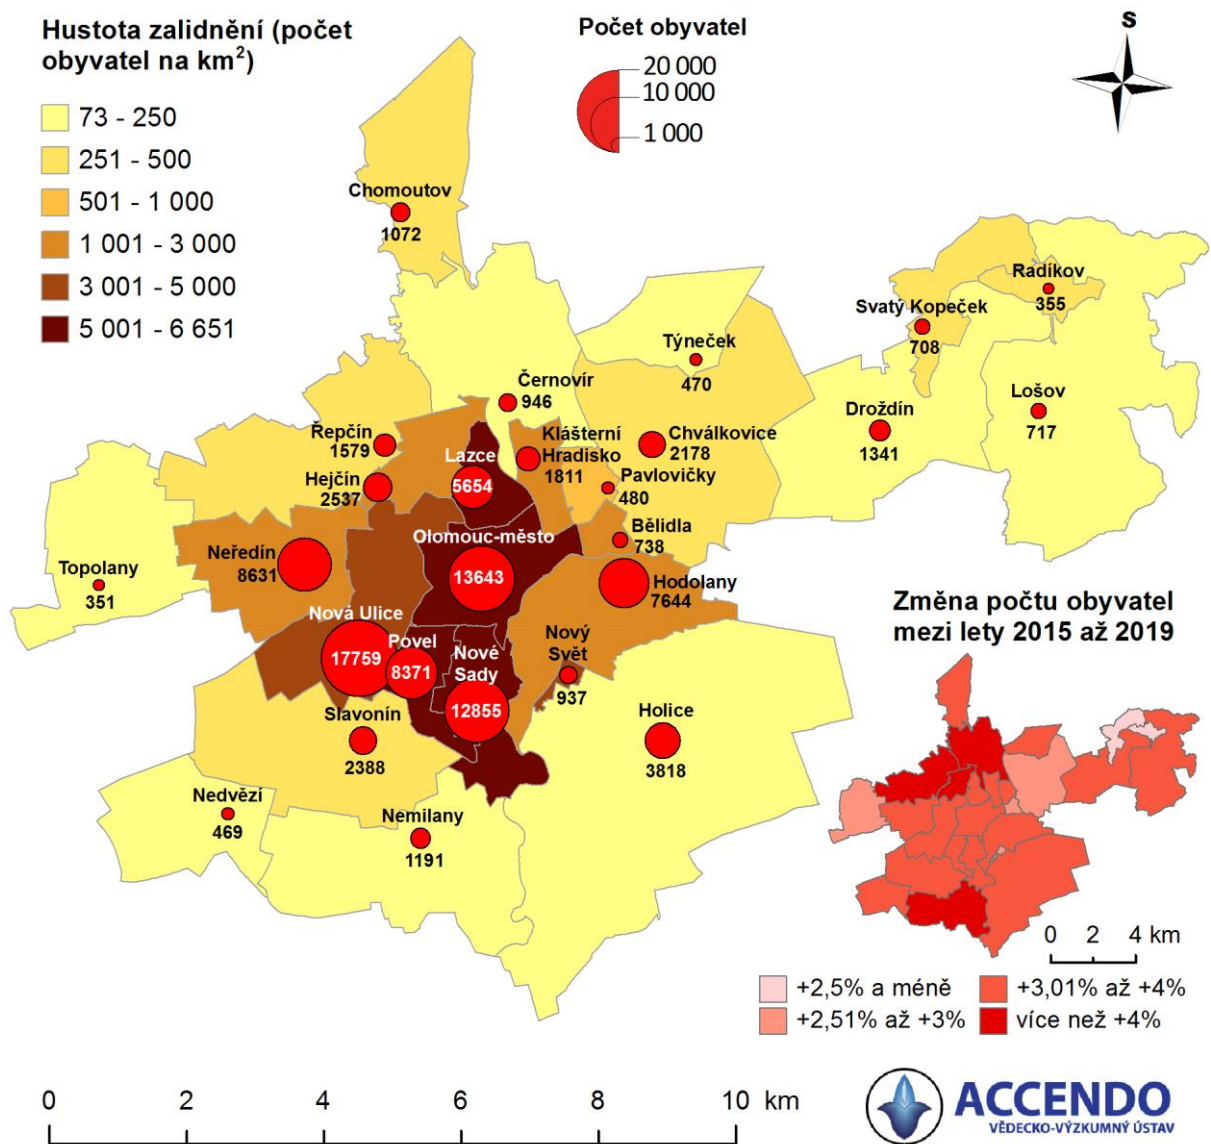 Hustota zalidnění (počet
obyvatel na km²)
73 - 250
251 - 500
501 - 1 000
1 001 - 3 000
3 001 - 5 000
5 001 - 6 651
Počet obyvatel
20 000
10 000
1 000
S
Chomoutov
1072
Radíkov
355
Svatý Kopeček
708
Týneček
470
Černovír
946
Droždín
1341
Lošov
717
Řepčín
1579
Klášterní
Hradisko
1811
Chválkovice
2178
Lazce
5654
Hejčín
2537
Pavlovičky
480
Bělidla
738
Olomouc-město
13643
Neředín
8631
Topolany
351
Hodolany
7644
Nová Ulice
17759
Povel
8371
Nové
Sady
12855
Nový
Svět
937
Slavonín
2388
Holice
3818
Nedvězí
469
Nemilany
1191
Změna počtu obyvatel
mezi lety 2015 až 2019
0 2 4 km
+2,5% a méně
+3,01% až +4%
+2,51% až +3%
více než +4%
0 2 4 6 8 10 km
ACCENDO
VĚDECKO-VÝZKUMNÝ ÚSTAV